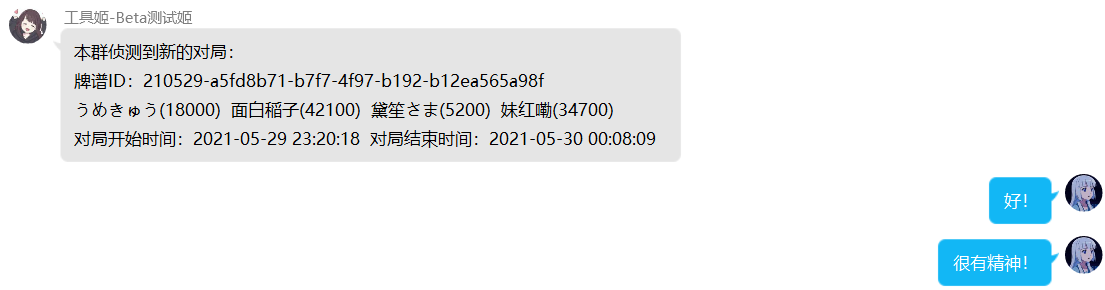 工具姬-Beta测试姬
本群侦测到新的对局：
牌谱ID：210529-a5fd8b71-b7f7-4f97-b192-b12ea565a98f
うめきゅう(18000) 面白稻子(42100) 黛笙さま(5200) 妹红嘞(34700)
对局开始时间：2021-05-29 23:20:18 对局结束时间：2021-05-30 00:08:09
好！
很有精神！